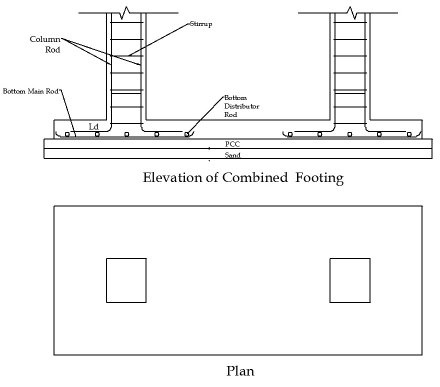 Stirrup
Column
Rod
Bottom Main Rod
Bottom
Distributor
Rod
Ld
PCC
Sand
Elevation of Combined Footing
Plan